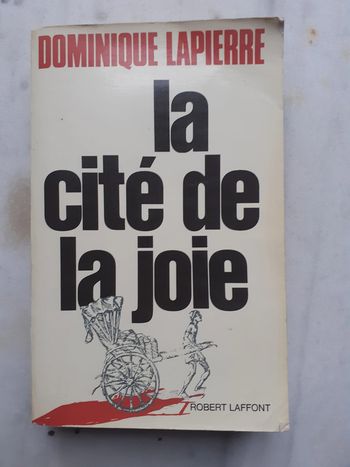 DOMINIQUE LAPIERRE
la
cité de
la joie
ROBERT LAFFONT